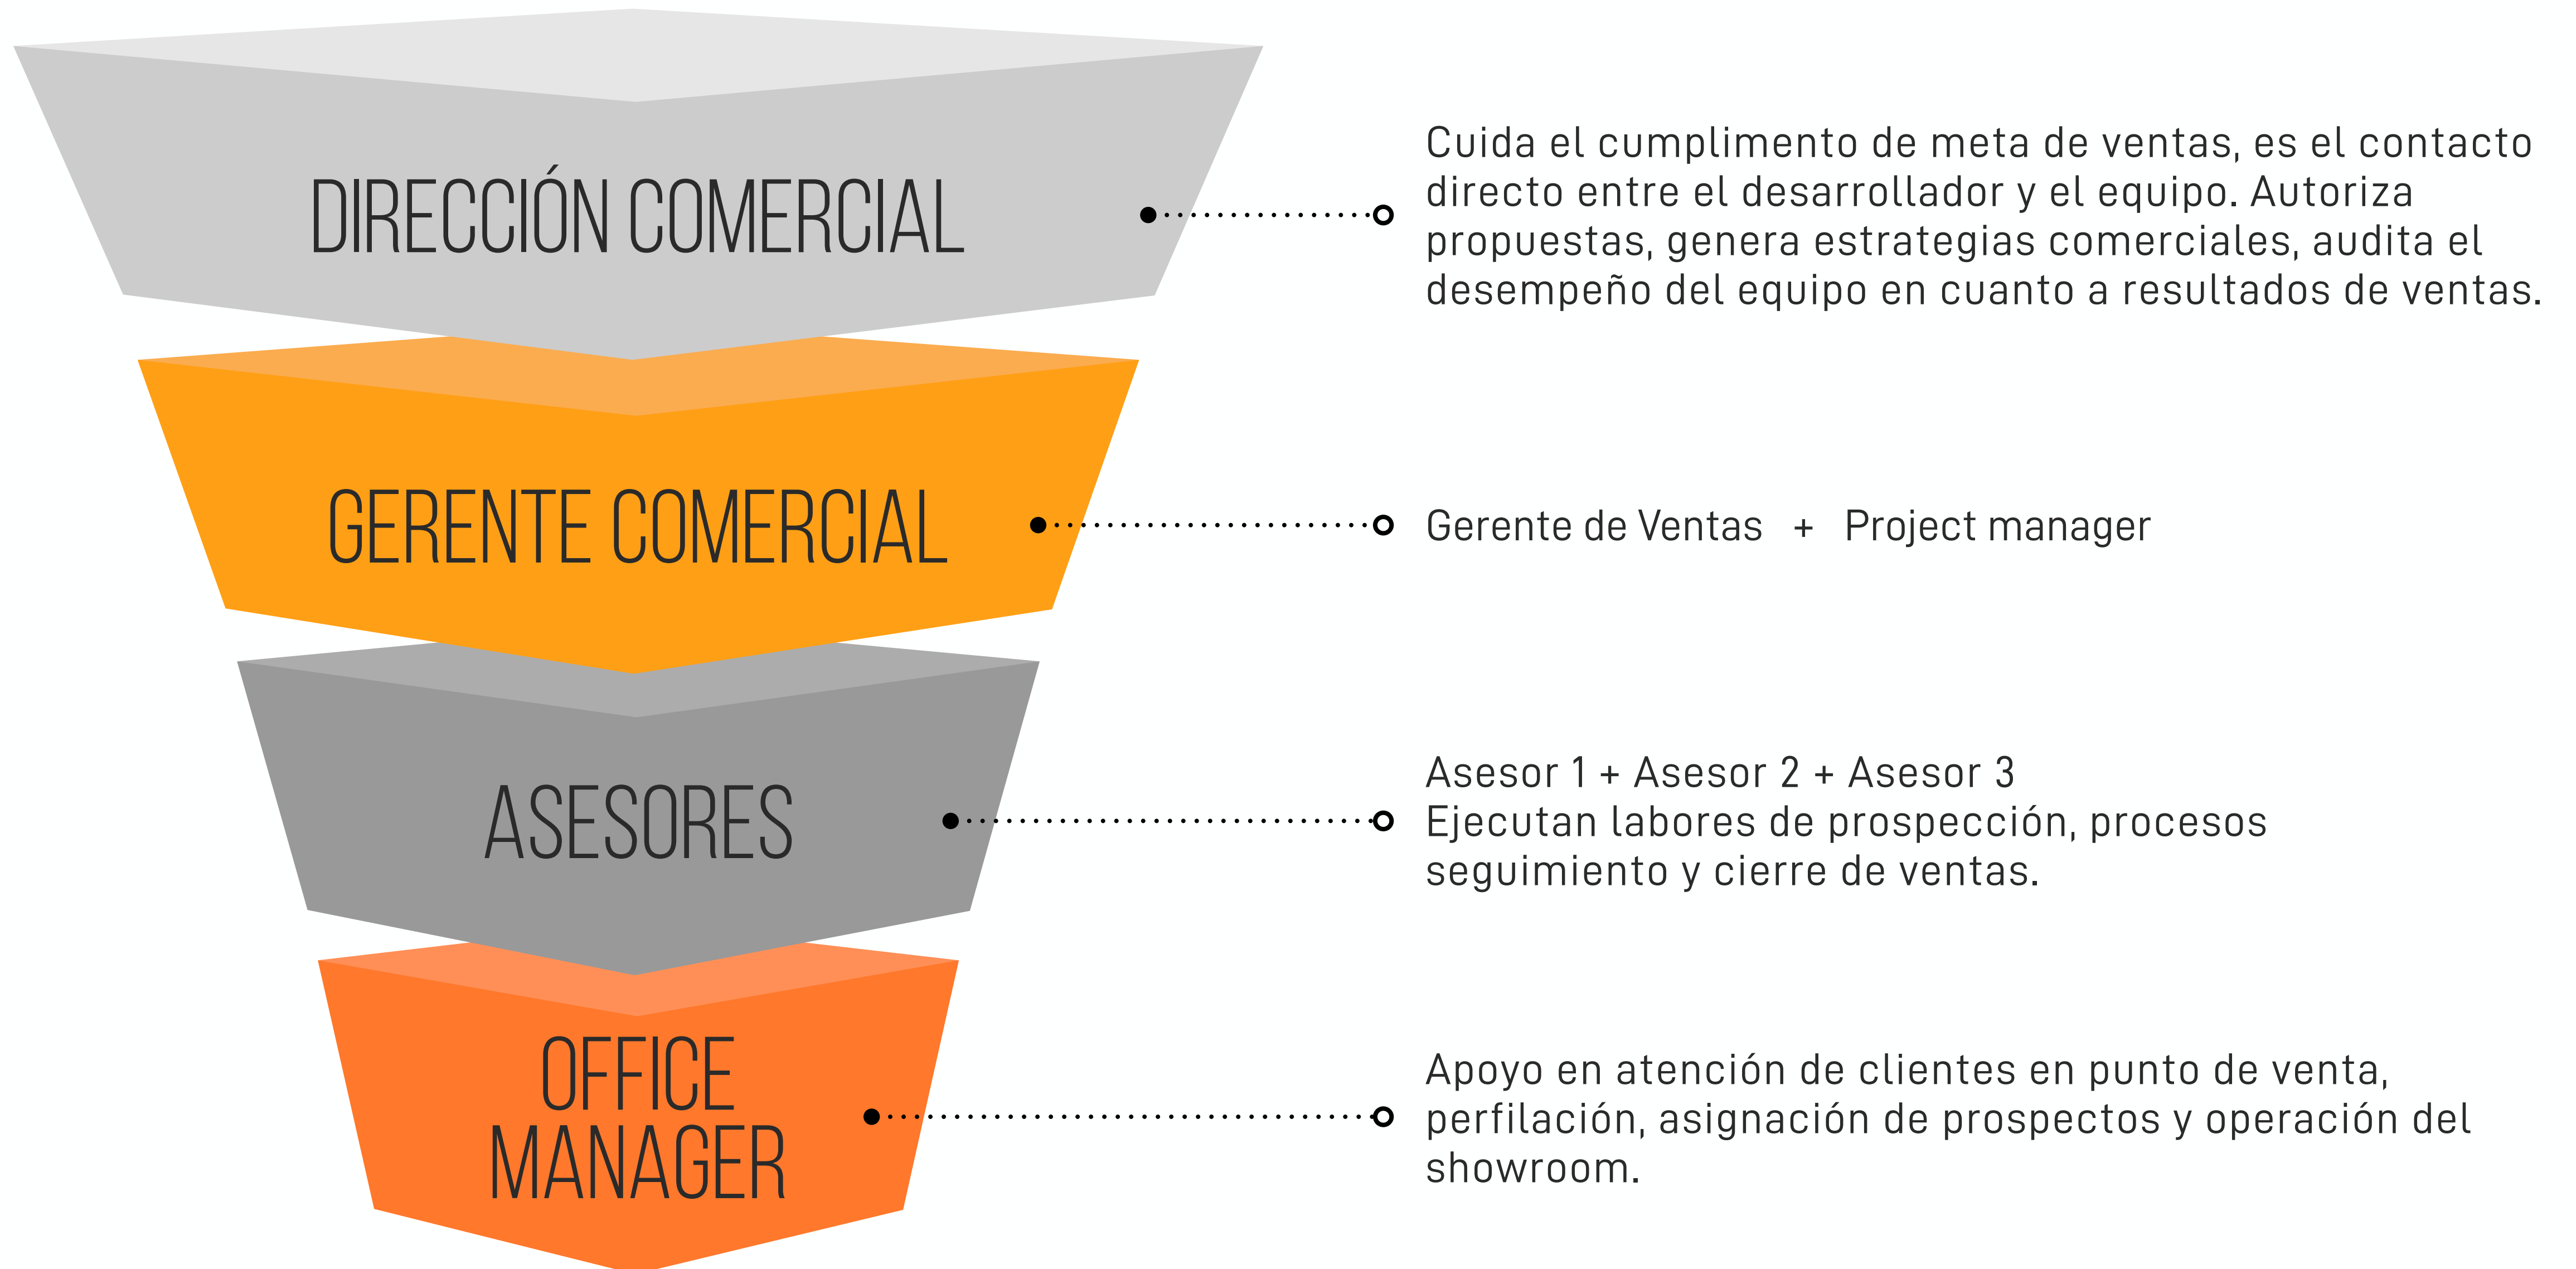 DIRECCIÓN COMERCIAL
Cuida el cumplimento de meta de ventas, es el contacto
directo entre el desarrollador y el equipo. Autoriza
propuestas, genera estrategias comerciales, audita el
desempeño del equipo en cuanto a resultados de ventas.
GERENTE COMERCIAL
Gerente de Ventas + Project manager
ASESORES
Asesor 1 + Asesor 2 + Asesor 3
Ejecutan labores de prospección, procesos
seguimiento y cierre de ventas.
OFFICE
MANAGER
Apoyo en atención de clientes en punto de venta,
perfilación, asignación de prospectos y operación del
showroom.